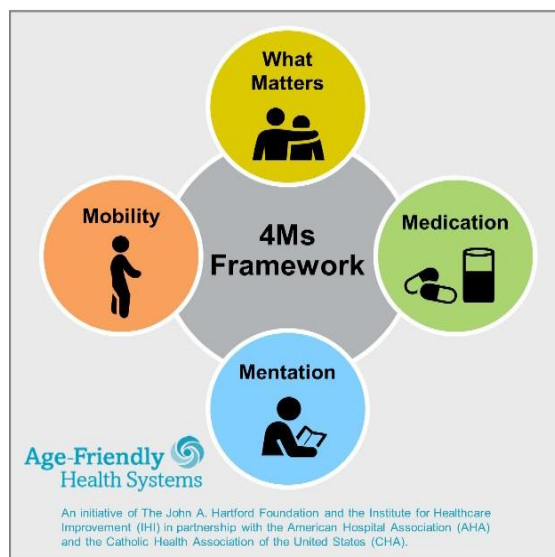 What
Matters
Mobility
4Ms
Framework
Medication
Mentation
Age-Friendly
Health Systems
An initiative of The John A. Hartford Foundation and the Institute for Healthcare
Improvement (IHI) in partnership with the American Hospital Association (AHA)
and the Catholic Health Association of the United States (CHA).